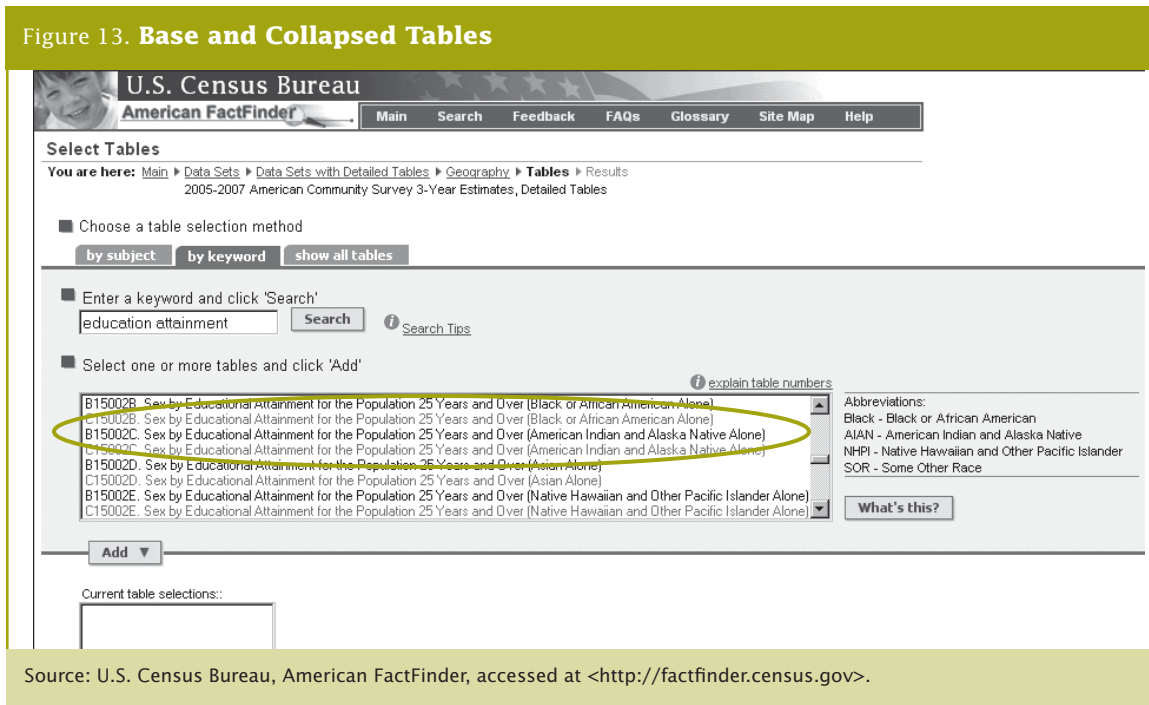 Figure 13. Base and Collapsed Tables
U.S. Census Bureau
American FactFinder
Main Search Feedback FAQs Glossary Site Map Help
Select Tables
You are here: Main ▶ Data Sets ▶ Data Sets with Detailed Tables ▶ Geography ▶ Tables ▶ Results
2005-2007 American Community Survey 3-Year Estimates, Detailed Tables
Choose a table selection method
by subject by keyword show all tables
Enter a keyword and click 'Search'
education attainment Search Search Tips
Select one or more tables and click 'Add'
explain table numbers
B15002B. Sex by Educational Attainment for the Population 25 Years and Over (Black or African American Alone)
C15002B. Sex by Educational Attainment for the Population 25 Years and Over (Black or African American Alone)
B15002C. Sex by Educational Attainment for the Population 25 Years and Over (American Indian and Alaska Native Alone)
C15002C. Sex by Educational Attainment for the Population 25 Years and Over (American Indian and Alaska Native Alone)
B15002D. Sex by Educational Attainment for the Population 25 Years and Over (Asian Alone)
C15002D. Sex by Educational Attainment for the Population 25 Years and Over (Asian Alone)
B15002E. Sex by Educational Attainment for the Population 25 Years and Over (Native Hawaiian and Other Pacific Islander Alone)
C15002E. Sex by Educational Attainment for the Population 25 Years and Over (Native Hawaiian and Other Pacific Islander Alone)
Abbreviations:
Black - Black or African American
AIAN - American Indian and Alaska Native
NHPI - Native Hawaiian and Other Pacific Islander
SOR - Some Other Race
What's this?
Add ▼
Current table selections::
Source: U.S. Census Bureau, American FactFinder, accessed at <http://factfinder.census.gov>.